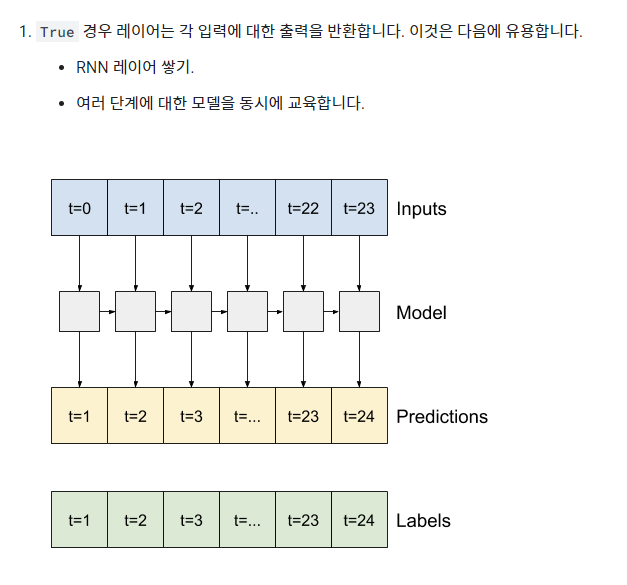 1. True 경우 레이어는 각 입력에 대한 출력을 반환합니다. 이것은 다음에 유용합니다.
• RNN 레이어 쌓기.
• 여러 단계에 대한 모델을 동시에 교육합니다.
t=0 t=1 t=2 t=.. t=22 t=23 Inputs
Model
t=1 t=2 t=3 t=... t=23 t=24 Predictions
t=1 t=2 t=3 t=... t=23 t=24 Labels